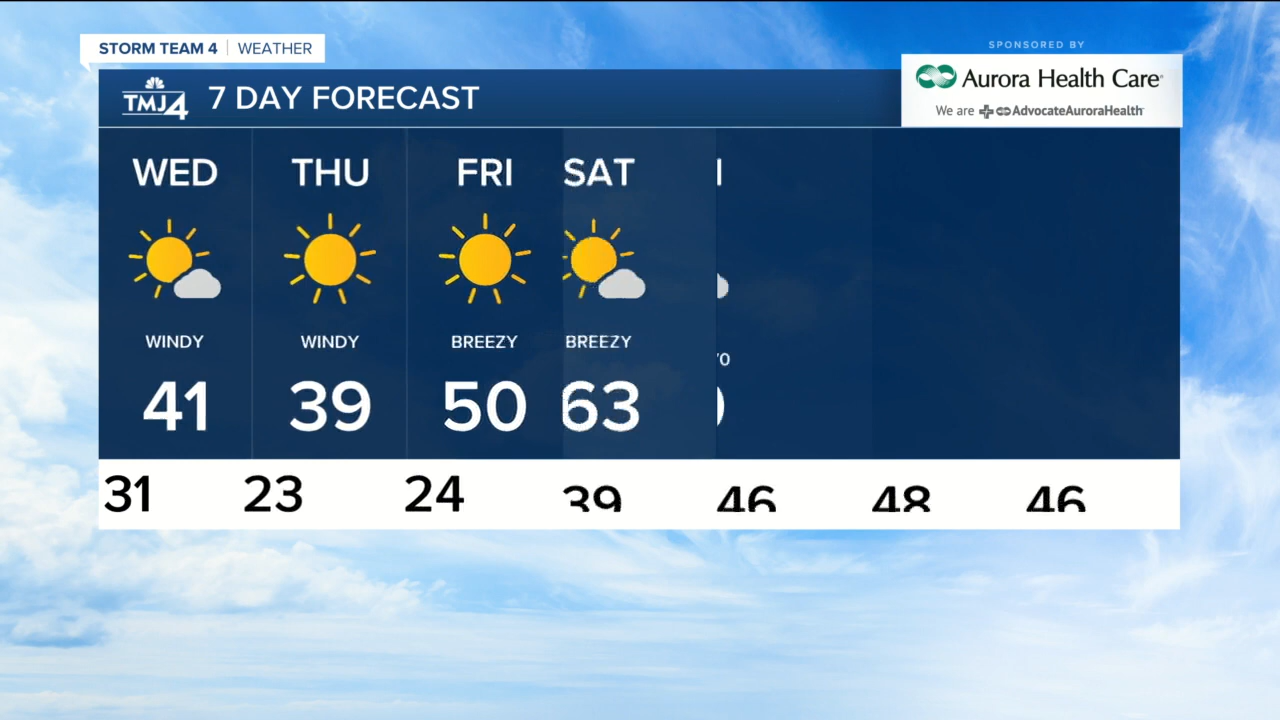 STORM TEAM 4 | WEATHER
SPONSORED BY
Aurora Health Care®
We are AdvocateAuroraHealth
TMJ4 7 DAY FORECAST
WED THU FRI SAT
WINDY WINDY BREEZY BREEZY
41 39 50 63
31 23 24 39 46 48 46